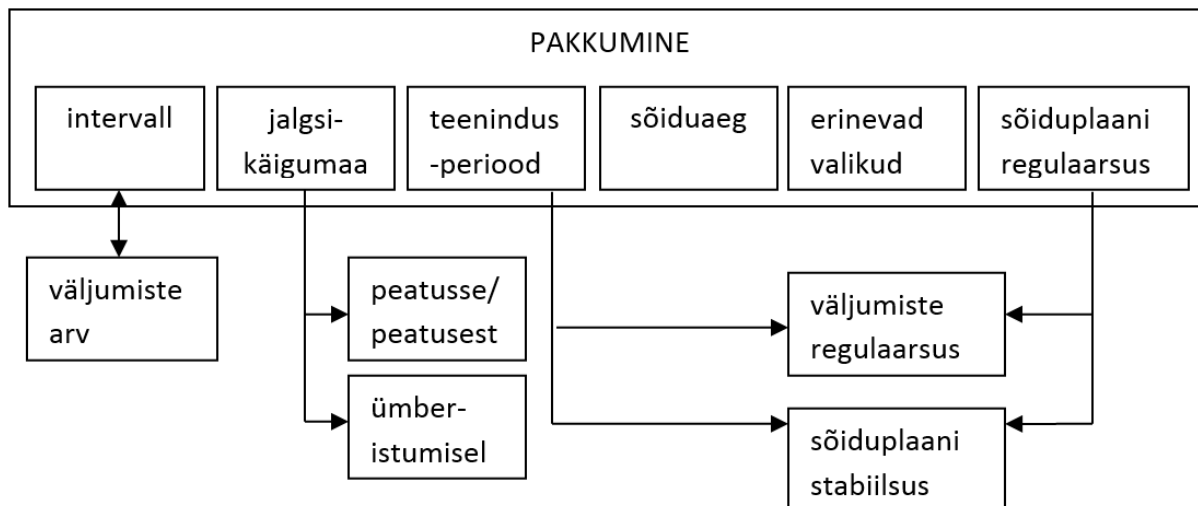 PAKKUMINE
intervall
jalgsi-
käigumaa
teenindus
-periood
sõiduaeg
erinevad
valikud
sõiduplaani
regulaarsus
väljumiste
arv
peatusse/
peatusest
ümber-
istumisel
väljumiste
regulaarsus
sõiduplaani
stabiilsus